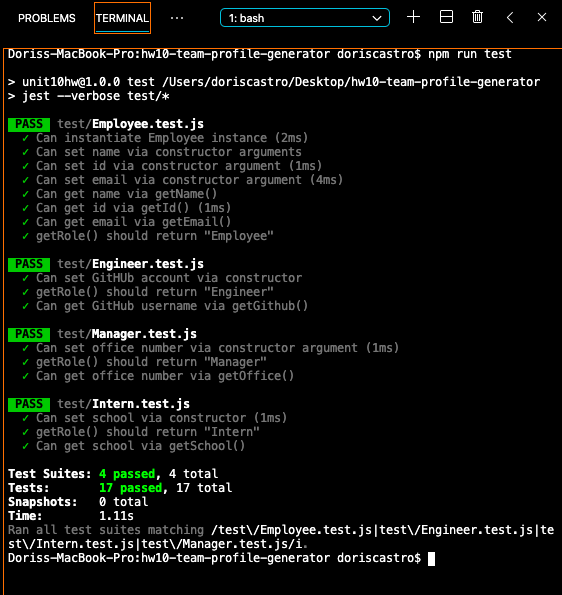 PROBLEMS TERMINAL ··· 1: bash
Doriss-MacBook-Pro:hw10-team-profile-generator doriscastro$ npm run test
> unit10hw@1.0.0 test /Users/doriscastro/Desktop/hw10-team-profile-generator
> jest --verbose test/*
PASS test/Employee.test.js
✓ Can instantiate Employee instance (2ms)
✓ Can set name via constructor arguments
✓ Can set id via constructor argument (1ms)
✓ Can set email via constructor argument (4ms)
✓ Can get name via getName()
✓ Can get id via getId() (1ms)
✓ Can get email via getEmail()
✓ getRole() should return "Employee"
PASS test/Engineer.test.js
✓ Can set GitHUb account via constructor
✓ getRole() should return "Engineer"
✓ Can get GitHub username via getGithub()
PASS test/Manager.test.js
✓ Can set office number via constructor argument (1ms)
✓ getRole() should return "Manager"
✓ Can get office number via getOffice()
PASS test/Intern.test.js
✓ Can set school via constructor (1ms)
✓ getRole() should return "Intern"
✓ Can get school via getSchool()
Test Suites: 4 passed, 4 total
Tests: 17 passed, 17 total
Snapshots: 0 total
Time: 1.11s
Ran all test suites matching /test\/Employee.test.js|test\/Engineer.test.js|te
st\/Intern.test.js|test\/Manager.test.js/i.
Doriss-MacBook-Pro:hw10-team-profile-generator doriscastro$